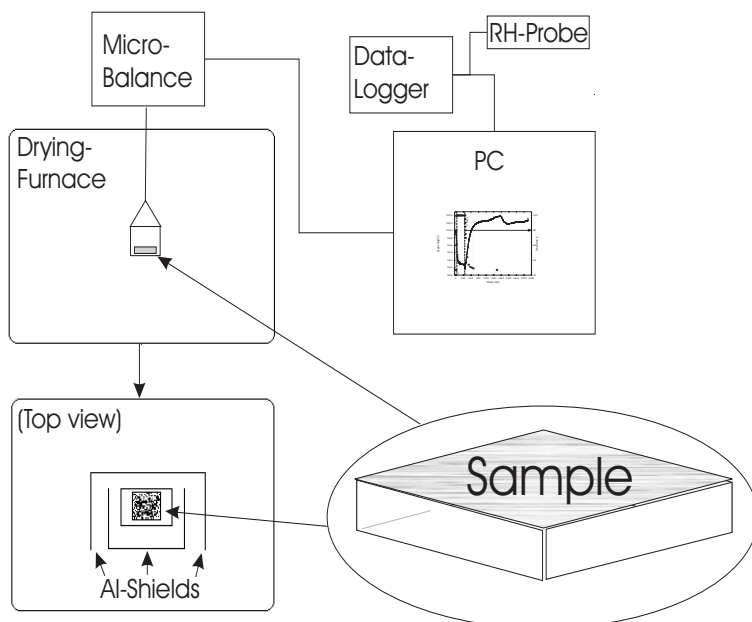 Micro-
Balance
Data-
Logger
RH-Probe
Drying-
Furnace
PC
(Top view)
Al-Shields
Sample